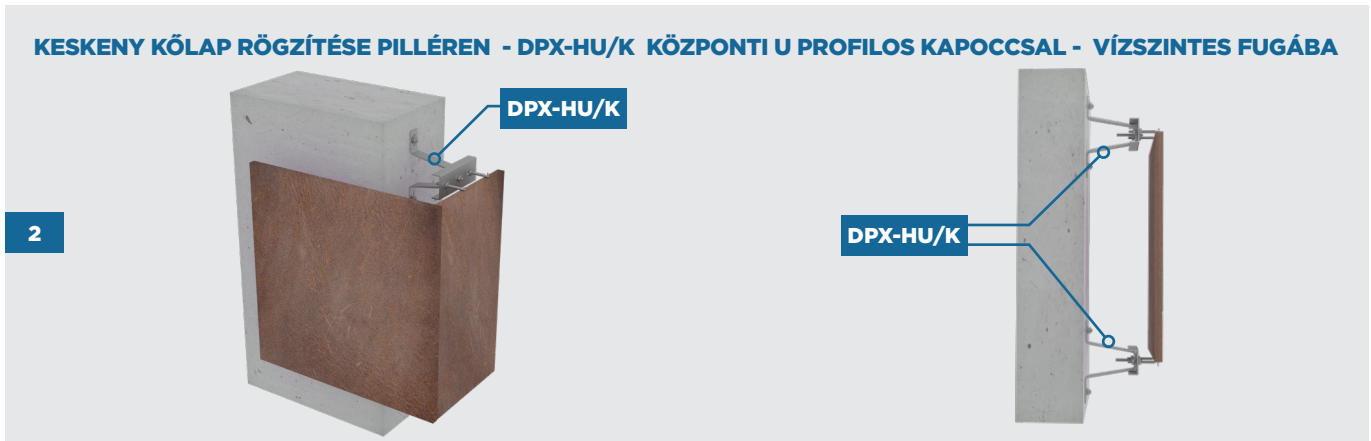 KESKENY KŐLAP RÖGZÍTÉSE PILLÉREN - DPX-HU/K KÖZPONTI U PROFILOS KAPOCCSAL - VÍZSZINTES FUGÁBA
DPX-HU/K
2
DPX-HU/K